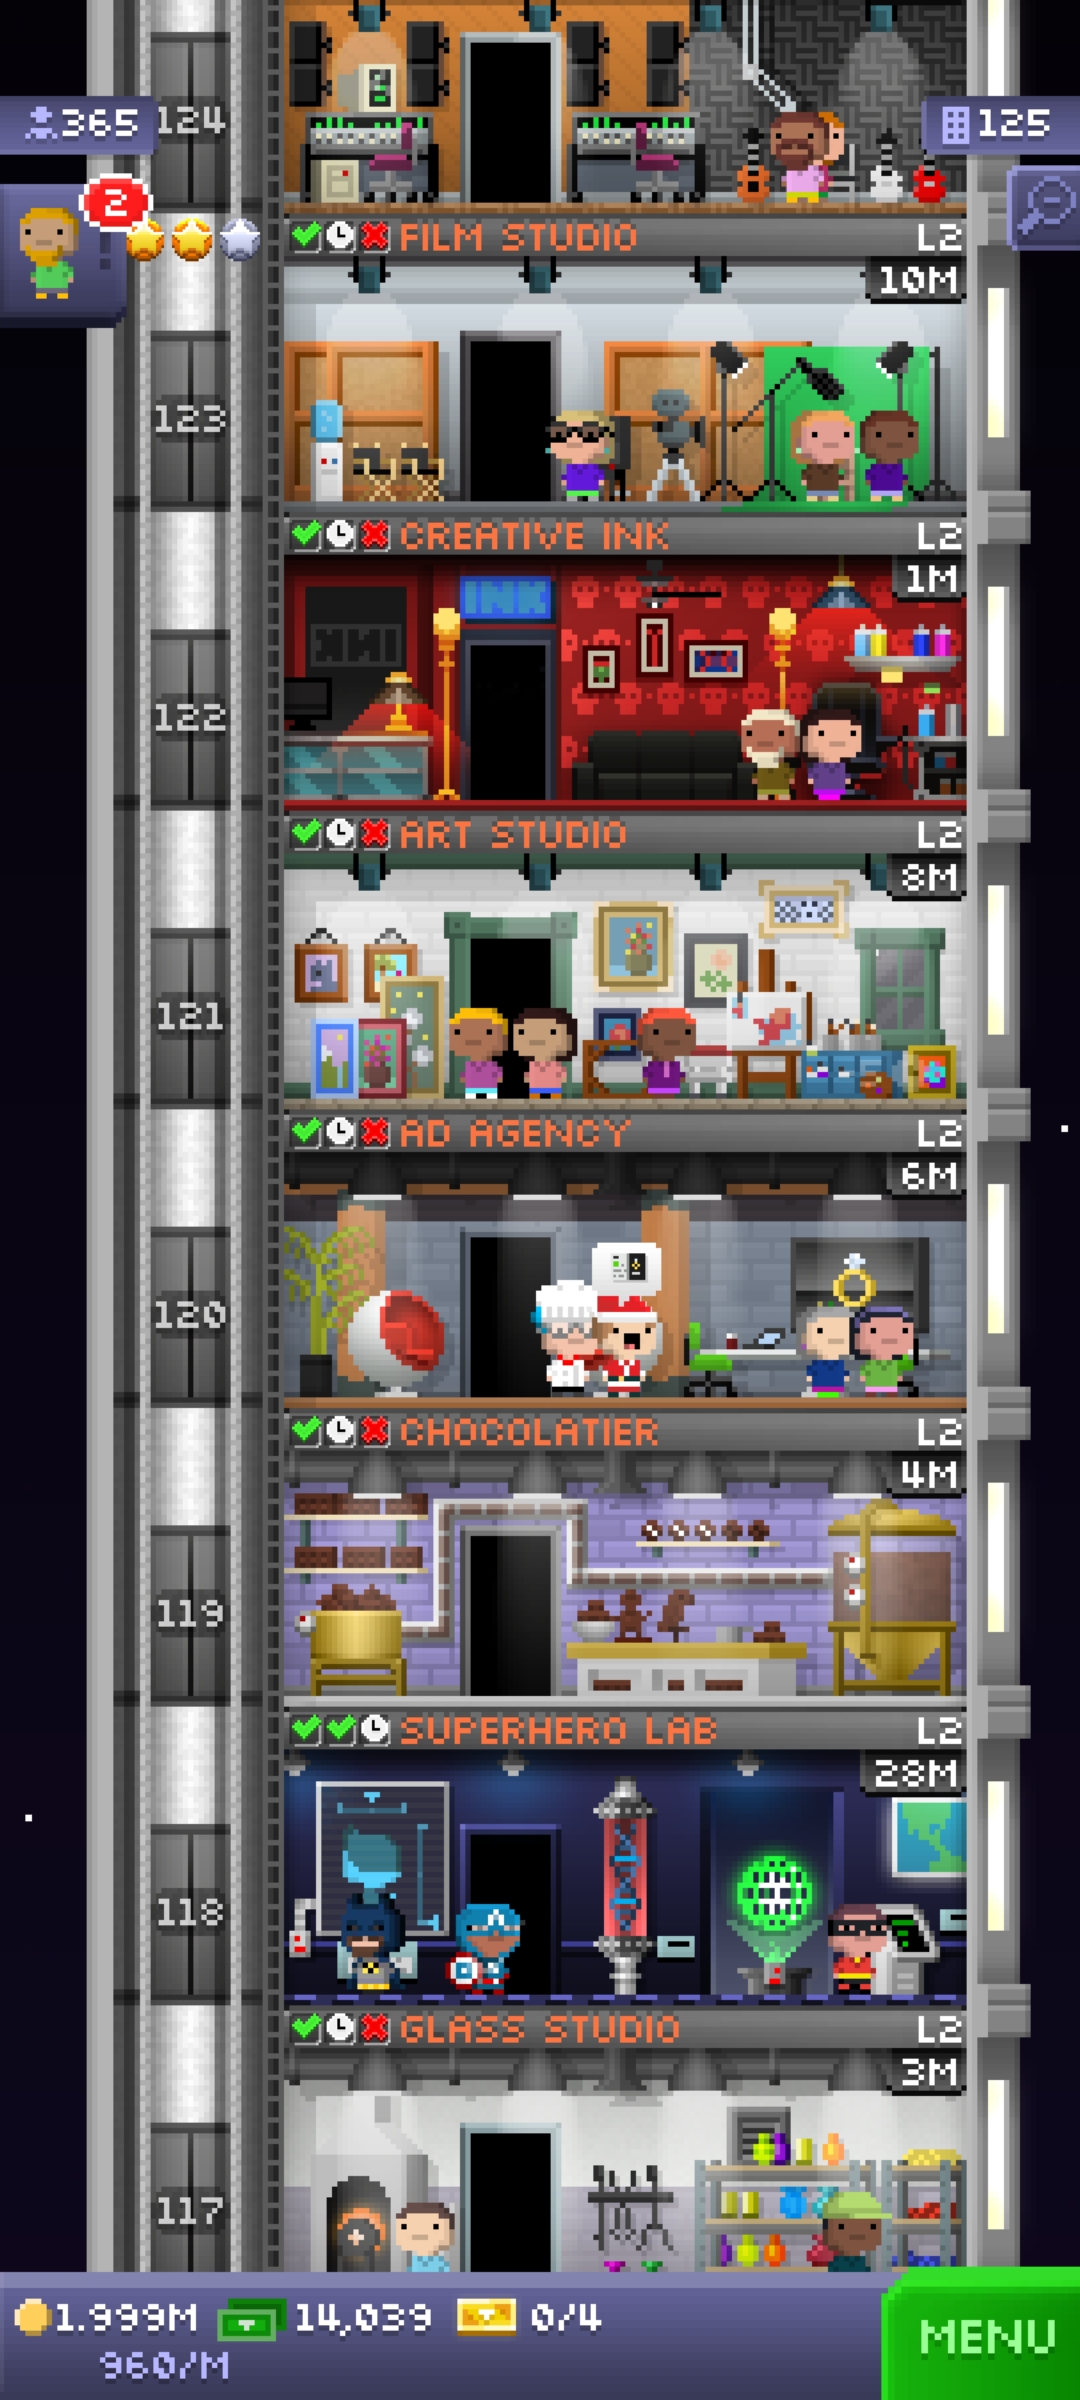 124
365
125
2
FILM STUDIO L2
10M
123
CREATIVE INK L2
1M
INK
INK
122
ART STUDIO L2
8M
121
AD AGENCY L2
6M
120
CHOCOLATIER L2
4M
119
SUPERHERO LAB L2
28M
118
GLASS STUDIO L2
3M
117
1.999M 14,039 0/4
960/M
MENU